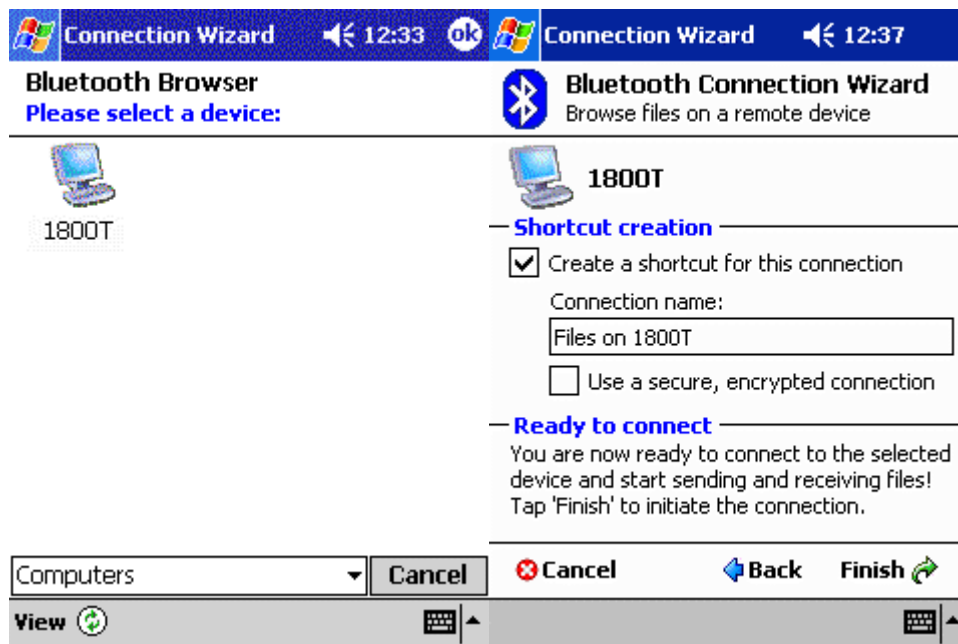 Connection Wizard 12:33 ok
Bluetooth Browser
Please select a device:
1800T
Computers Cancel
View
Connection Wizard 12:37
Bluetooth Connection Wizard
Browse files on a remote device
1800T
Shortcut creation
Create a shortcut for this connection
Connection name:
Files on 1800T
Use a secure, encrypted connection
Ready to connect
You are now ready to connect to the selected
device and start sending and receiving files!
Tap 'Finish' to initiate the connection.
Cancel Back Finish